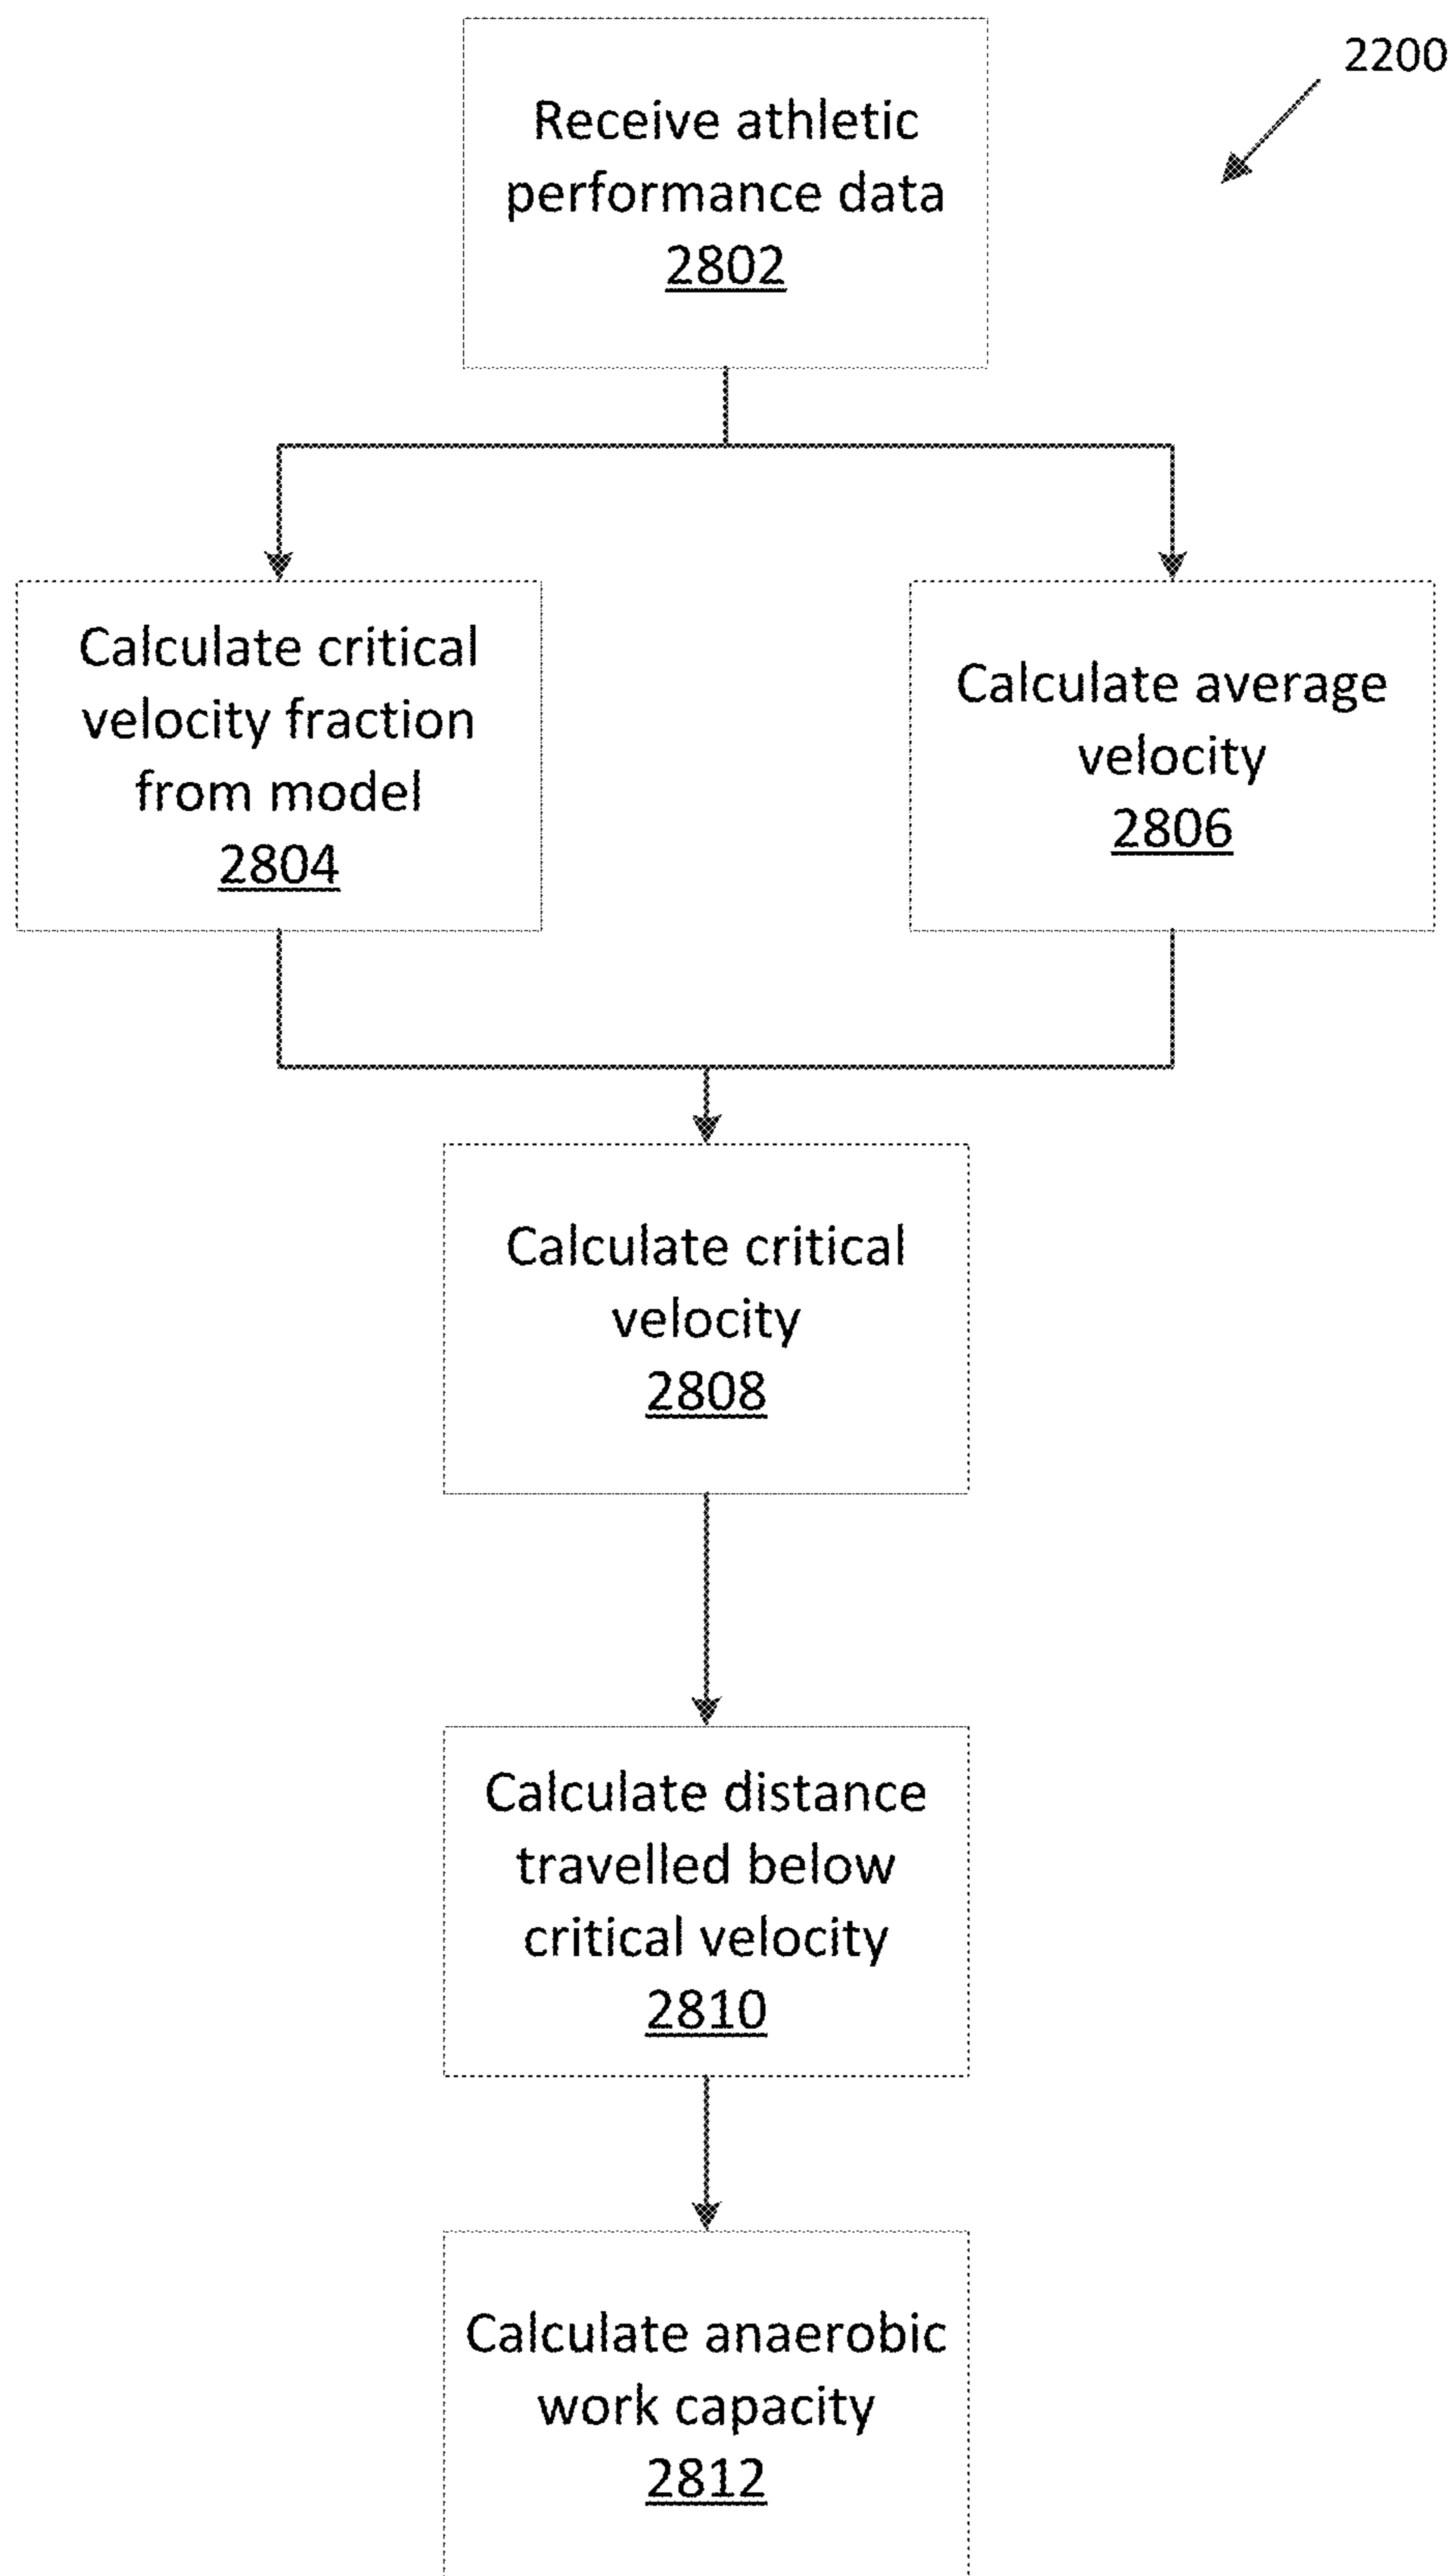 2200
Receive athletic
performance data
2802
Calculate critical
velocity fraction
from model
2804
Calculate average
velocity
2806
Calculate critical
velocity
2808
Calculate distance
travelled below
critical velocity
2810
Calculate anaerobic
work capacity
2812